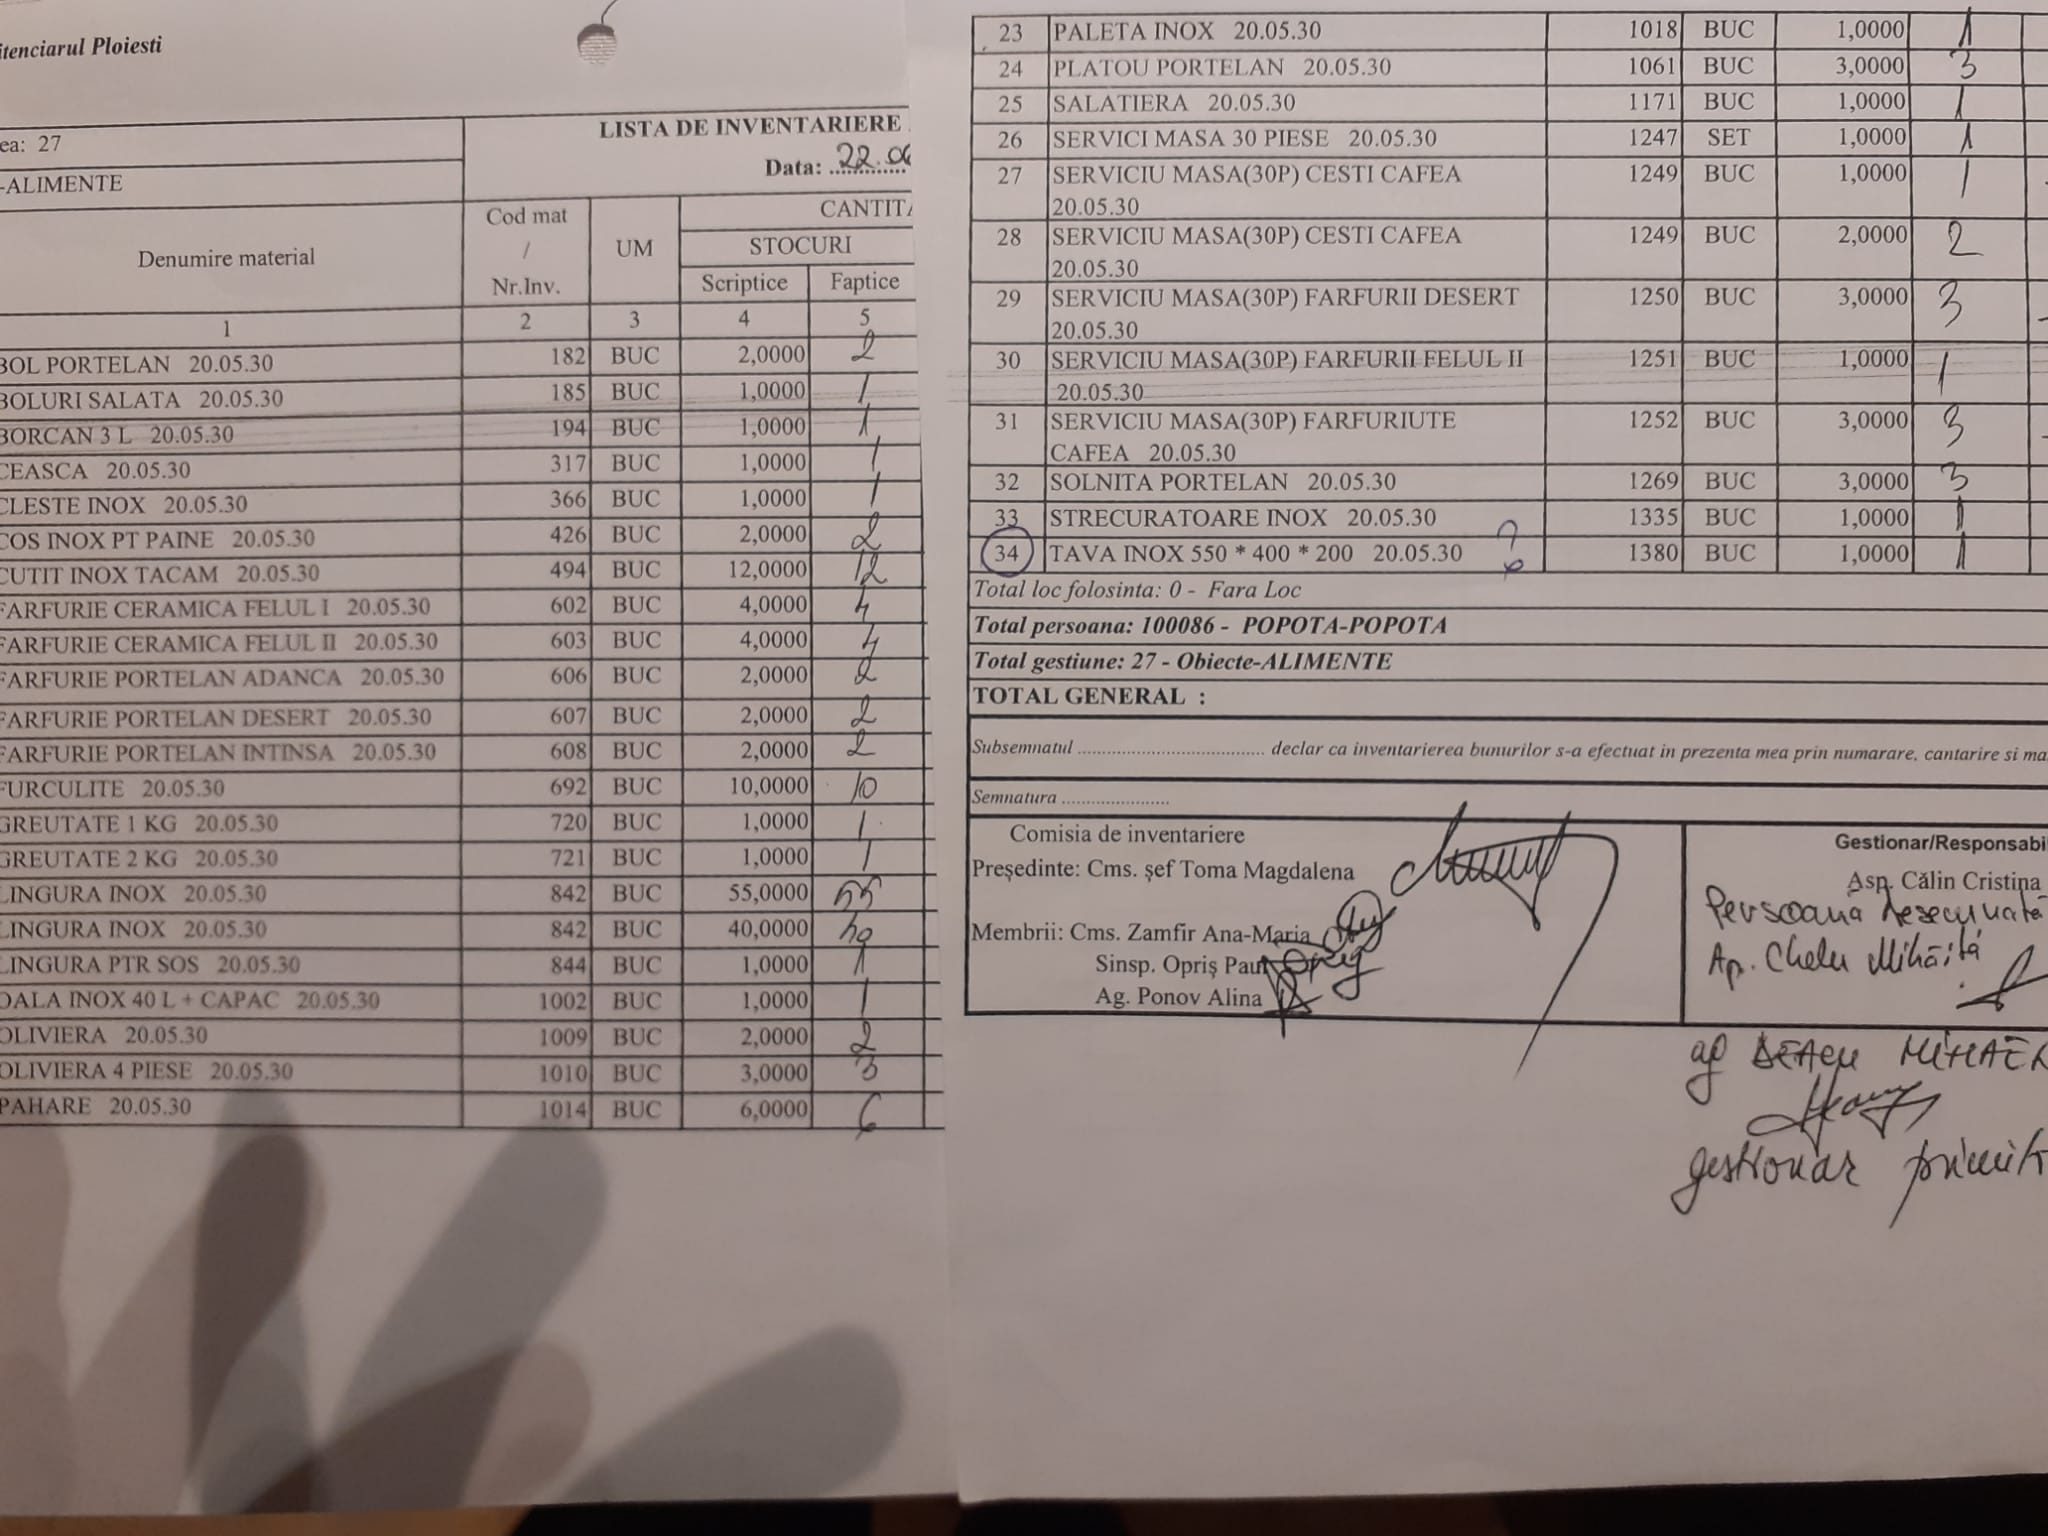 itenciarul Ploiesti
ea: 27
LISTA DE INVENTARIERE
Data: 22.06
-ALIMENTE
Denumire material
Cod mat / Nr.Inv.
UM
CANTITA
STOCURI
Scriptice Faptice
1 2 3 4 5
BOL PORTELAN 20.05.30 182 BUC 2,0000 2
BOLURI SALATA 20.05.30 185 BUC 1,0000 1
BORCAN 3 L 20.05.30 194 BUC 1,0000 1
CEASCA 20.05.30 317 BUC 1,0000 1
CLESTE INOX 20.05.30 366 BUC 1,0000 1
COS INOX PT PAINE 20.05.30 426 BUC 2,0000 2
CUTIT INOX TACAM 20.05.30 494 BUC 12,0000 12
FARFURIE CERAMICA FELUL I 20.05.30 602 BUC 4,0000 4
FARFURIE CERAMICA FELUL II 20.05.30 603 BUC 4,0000 4
FARFURIE PORTELAN ADANCA 20.05.30 606 BUC 2,0000 2
FARFURIE PORTELAN DESERT 20.05.30 607 BUC 2,0000 2
FARFURIE PORTELAN INTINSA 20.05.30 608 BUC 2,0000 2
FURCULITE 20.05.30 692 BUC 10,0000 10
GREUTATE 1 KG 20.05.30 720 BUC 1,0000 1
GREUTATE 2 KG 20.05.30 721 BUC 1,0000 1
LINGURA INOX 20.05.30 842 BUC 55,0000 55
LINGURA INOX 20.05.30 842 BUC 40,0000 40
LINGURA PTR SOS 20.05.30 844 BUC 1,0000 1
OALA INOX 40 L + CAPAC 20.05.30 1002 BUC 1,0000 1
OLIVIERA 20.05.30 1009 BUC 2,0000 2
OLIVIERA 4 PIESE 20.05.30 1010 BUC 3,0000 3
PAHARE 20.05.30 1014 BUC 6,0000 6
23 PALETA INOX 20.05.30 1018 BUC 1,0000 1
24 PLATOU PORTELAN 20.05.30 1061 BUC 3,0000 3
25 SALATIERA 20.05.30 1171 BUC 1,0000 1
26 SERVICI MASA 30 PIESE 20.05.30 1247 SET 1,0000 1
27 SERVICIU MASA(30P) CESTI CAFEA 1249 BUC 1,0000 1
20.05.30
28 SERVICIU MASA(30P) CESTI CAFEA 1249 BUC 2,0000 2
20.05.30
29 SERVICIU MASA(30P) FARFURII DESERT 1250 BUC 3,0000 3
20.05.30
30 SERVICIU MASA(30P) FARFURII FELUL II 1251 BUC 1,0000 1
20.05.30
31 SERVICIU MASA(30P) FARFURIUTE 1252 BUC 3,0000 3
CAFEA 20.05.30
32 SOLNITA PORTELAN 20.05.30 1269 BUC 3,0000 3
33 STRECURATOARE INOX 20.05.30 1335 BUC 1,0000 1
34 TAVA INOX 550 * 400 * 200 20.05.30 ? 1380 BUC 1,0000 1
Total loc folosinta: 0 - Fara Loc
Total persoana: 100086 - POPOTA-POPOTA
Total gestiune: 27 - Obiecte-ALIMENTE
TOTAL GENERAL :
Subsemnatul ........................................ declar ca inventarierea bunurilor s-a efectuat in prezenta mea prin numarare, cantarire si ma
Semnatura .......................
Comisia de inventariere
Președinte: Cms. șef Toma Magdalena
Membrii: Cms. Zamfir Ana-Maria
Sinsp. Opriș Paul
Ag. Ponov Alina
Gestionar/Responsabi
Asp. Călin Cristina
Persoană desemnată
Ap. Chelu Mihăiță
gestionar primit